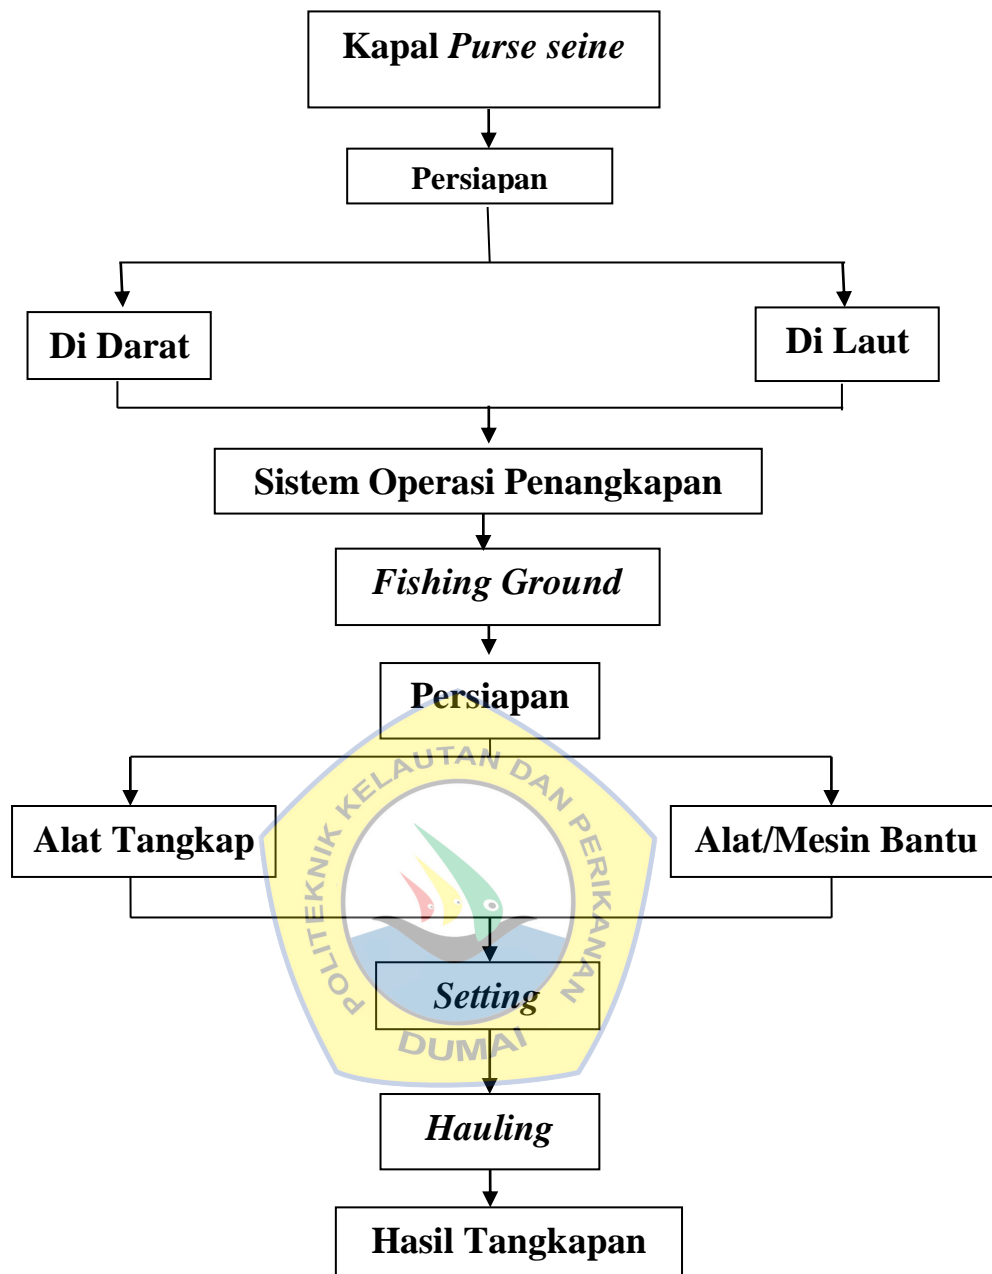 Kapal Purse seine
Persiapan
Di Darat
Di Laut
Sistem Operasi Penangkapan
Fishing Ground
Persiapan
Alat Tangkap
Alat/Mesin Bantu
POLITEKNIK KELAUTAN DAN PERIKANAN
DUMAI
Setting
Hauling
Hasil Tangkapan